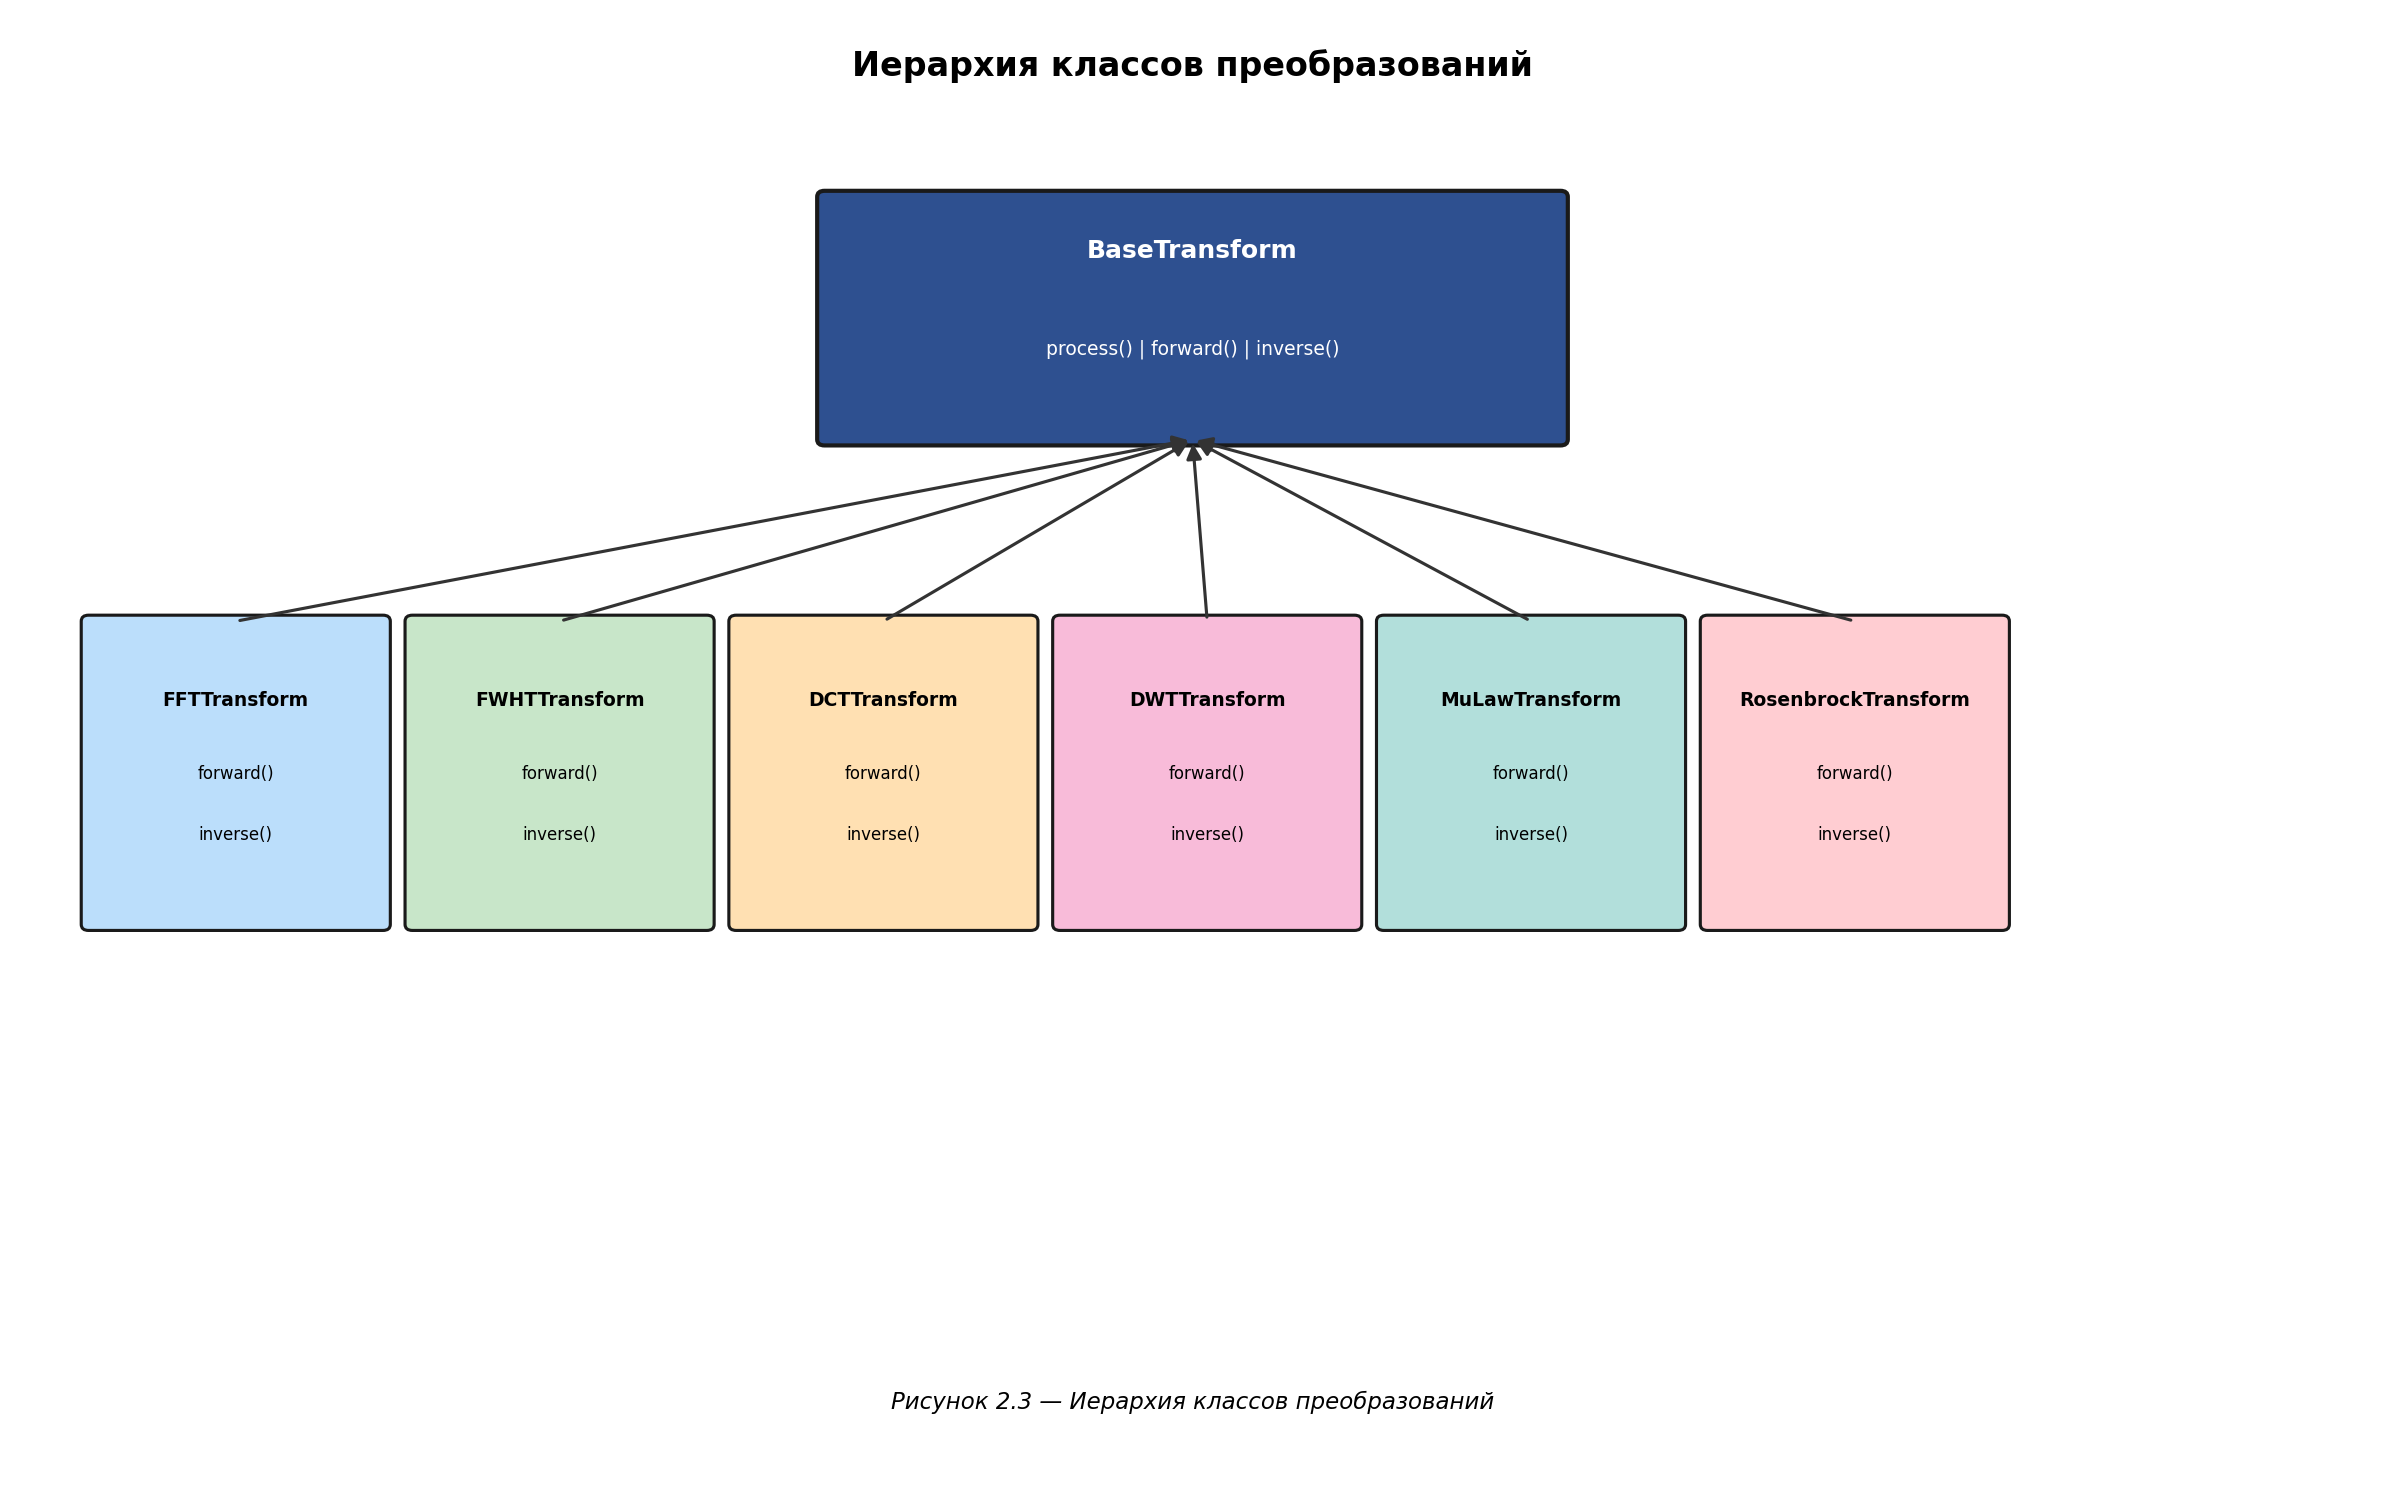 Иерархия классов преобразований
BaseTransform
process() | forward() | inverse()
FFTTransform
forward()
inverse()
FWHTTransform
forward()
inverse()
DCTTransform
forward()
inverse()
DWTTransform
forward()
inverse()
MuLawTransform
forward()
inverse()
RosenbrockTransform
forward()
inverse()
Рисунок 2.3 — Иерархия классов преобразований